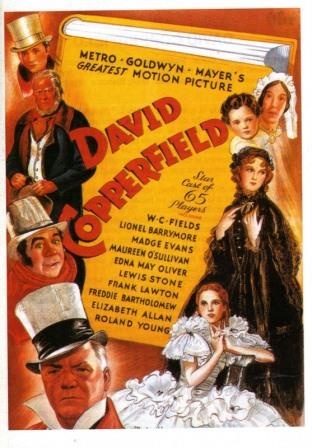 METRO - GOLDWYN - MAYER'S
GREATEST MOTION PICTURE
DAVID
COPPERFIELD
Star
Cast of
65
Players
W·C·FIELDS
LIONEL BARRYMORE
MADGE EVANS
MAUREEN O'SULLIVAN
EDNA MAY OLIVER
LEWIS STONE
FRANK LAWTON
FREDDIE BARTHOLOMEW
ELIZABETH ALLAN
ROLAND YOUNG